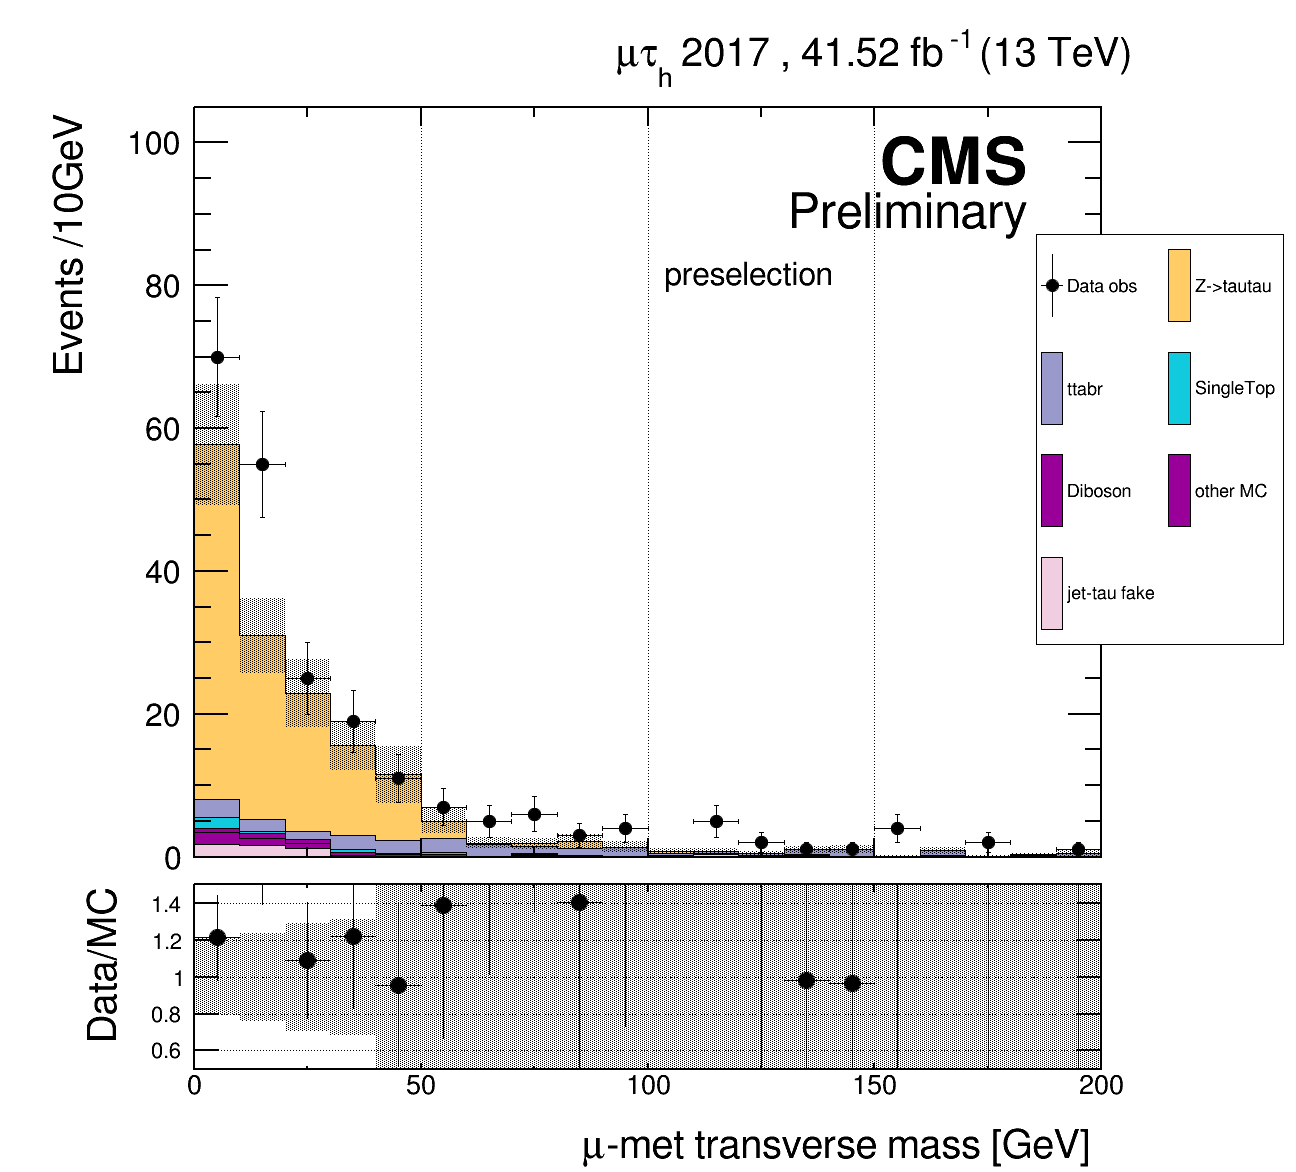 μτh 2017 , 41.52 fb-1 (13 TeV)
Events /10GeV
100
80
60
40
20
0
CMS
Preliminary
preselection
Data obs
Z->tautau
ttabr
SingleTop
Diboson
other MC
jet-tau fake
Data/MC
1.4
1.2
1
0.8
0.6
0
50
100
150
200
μ-met transverse mass [GeV]